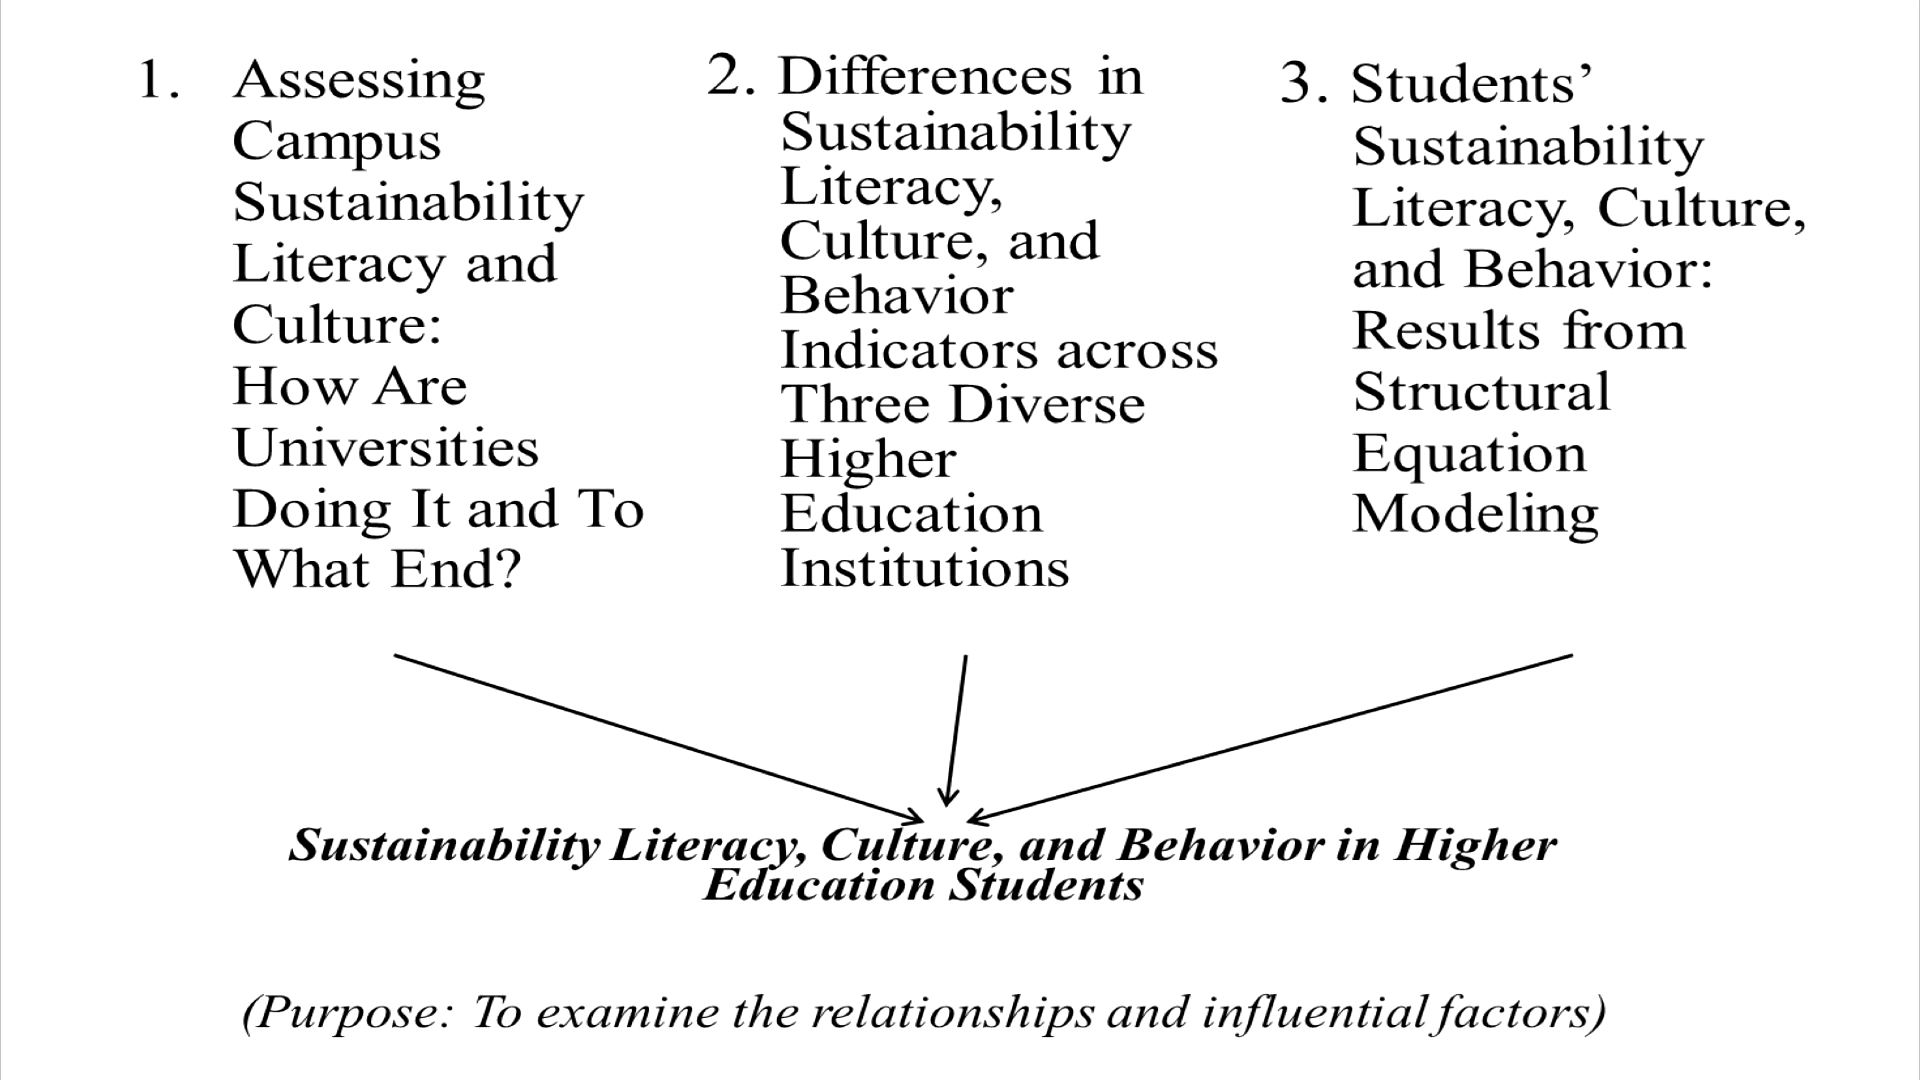 1. Assessing
Campus
Sustainability
Literacy and
Culture:
How Are
Universities
Doing It and To
What End?
2. Differences in
Sustainability
Literacy,
Culture, and
Behavior
Indicators across
Three Diverse
Higher
Education
Institutions
3. Students’
Sustainability
Literacy, Culture,
and Behavior:
Results from
Structural
Equation
Modeling
Sustainability Literacy, Culture, and Behavior in Higher
Education Students
(Purpose: To examine the relationships and influential factors)